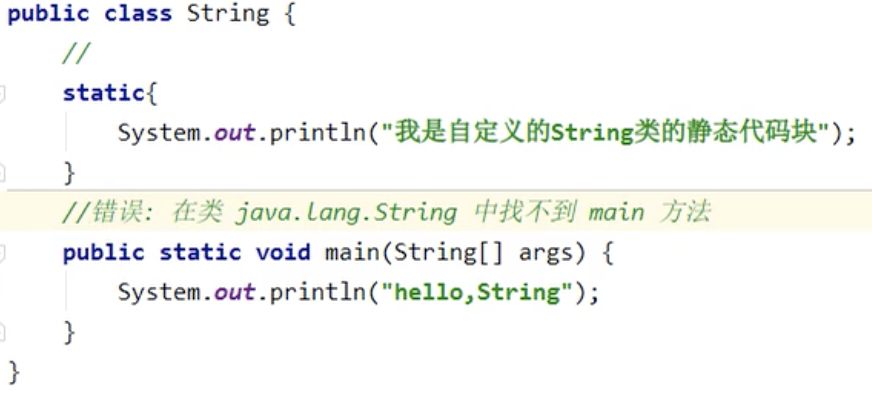 public class String {
//
static{
System.out.println("我是自定义的String类的静态代码块");
}
//错误: 在类 java.lang.String 中找不到 main 方法
public static void main(String[] args) {
System.out.println("hello,String");
}
}